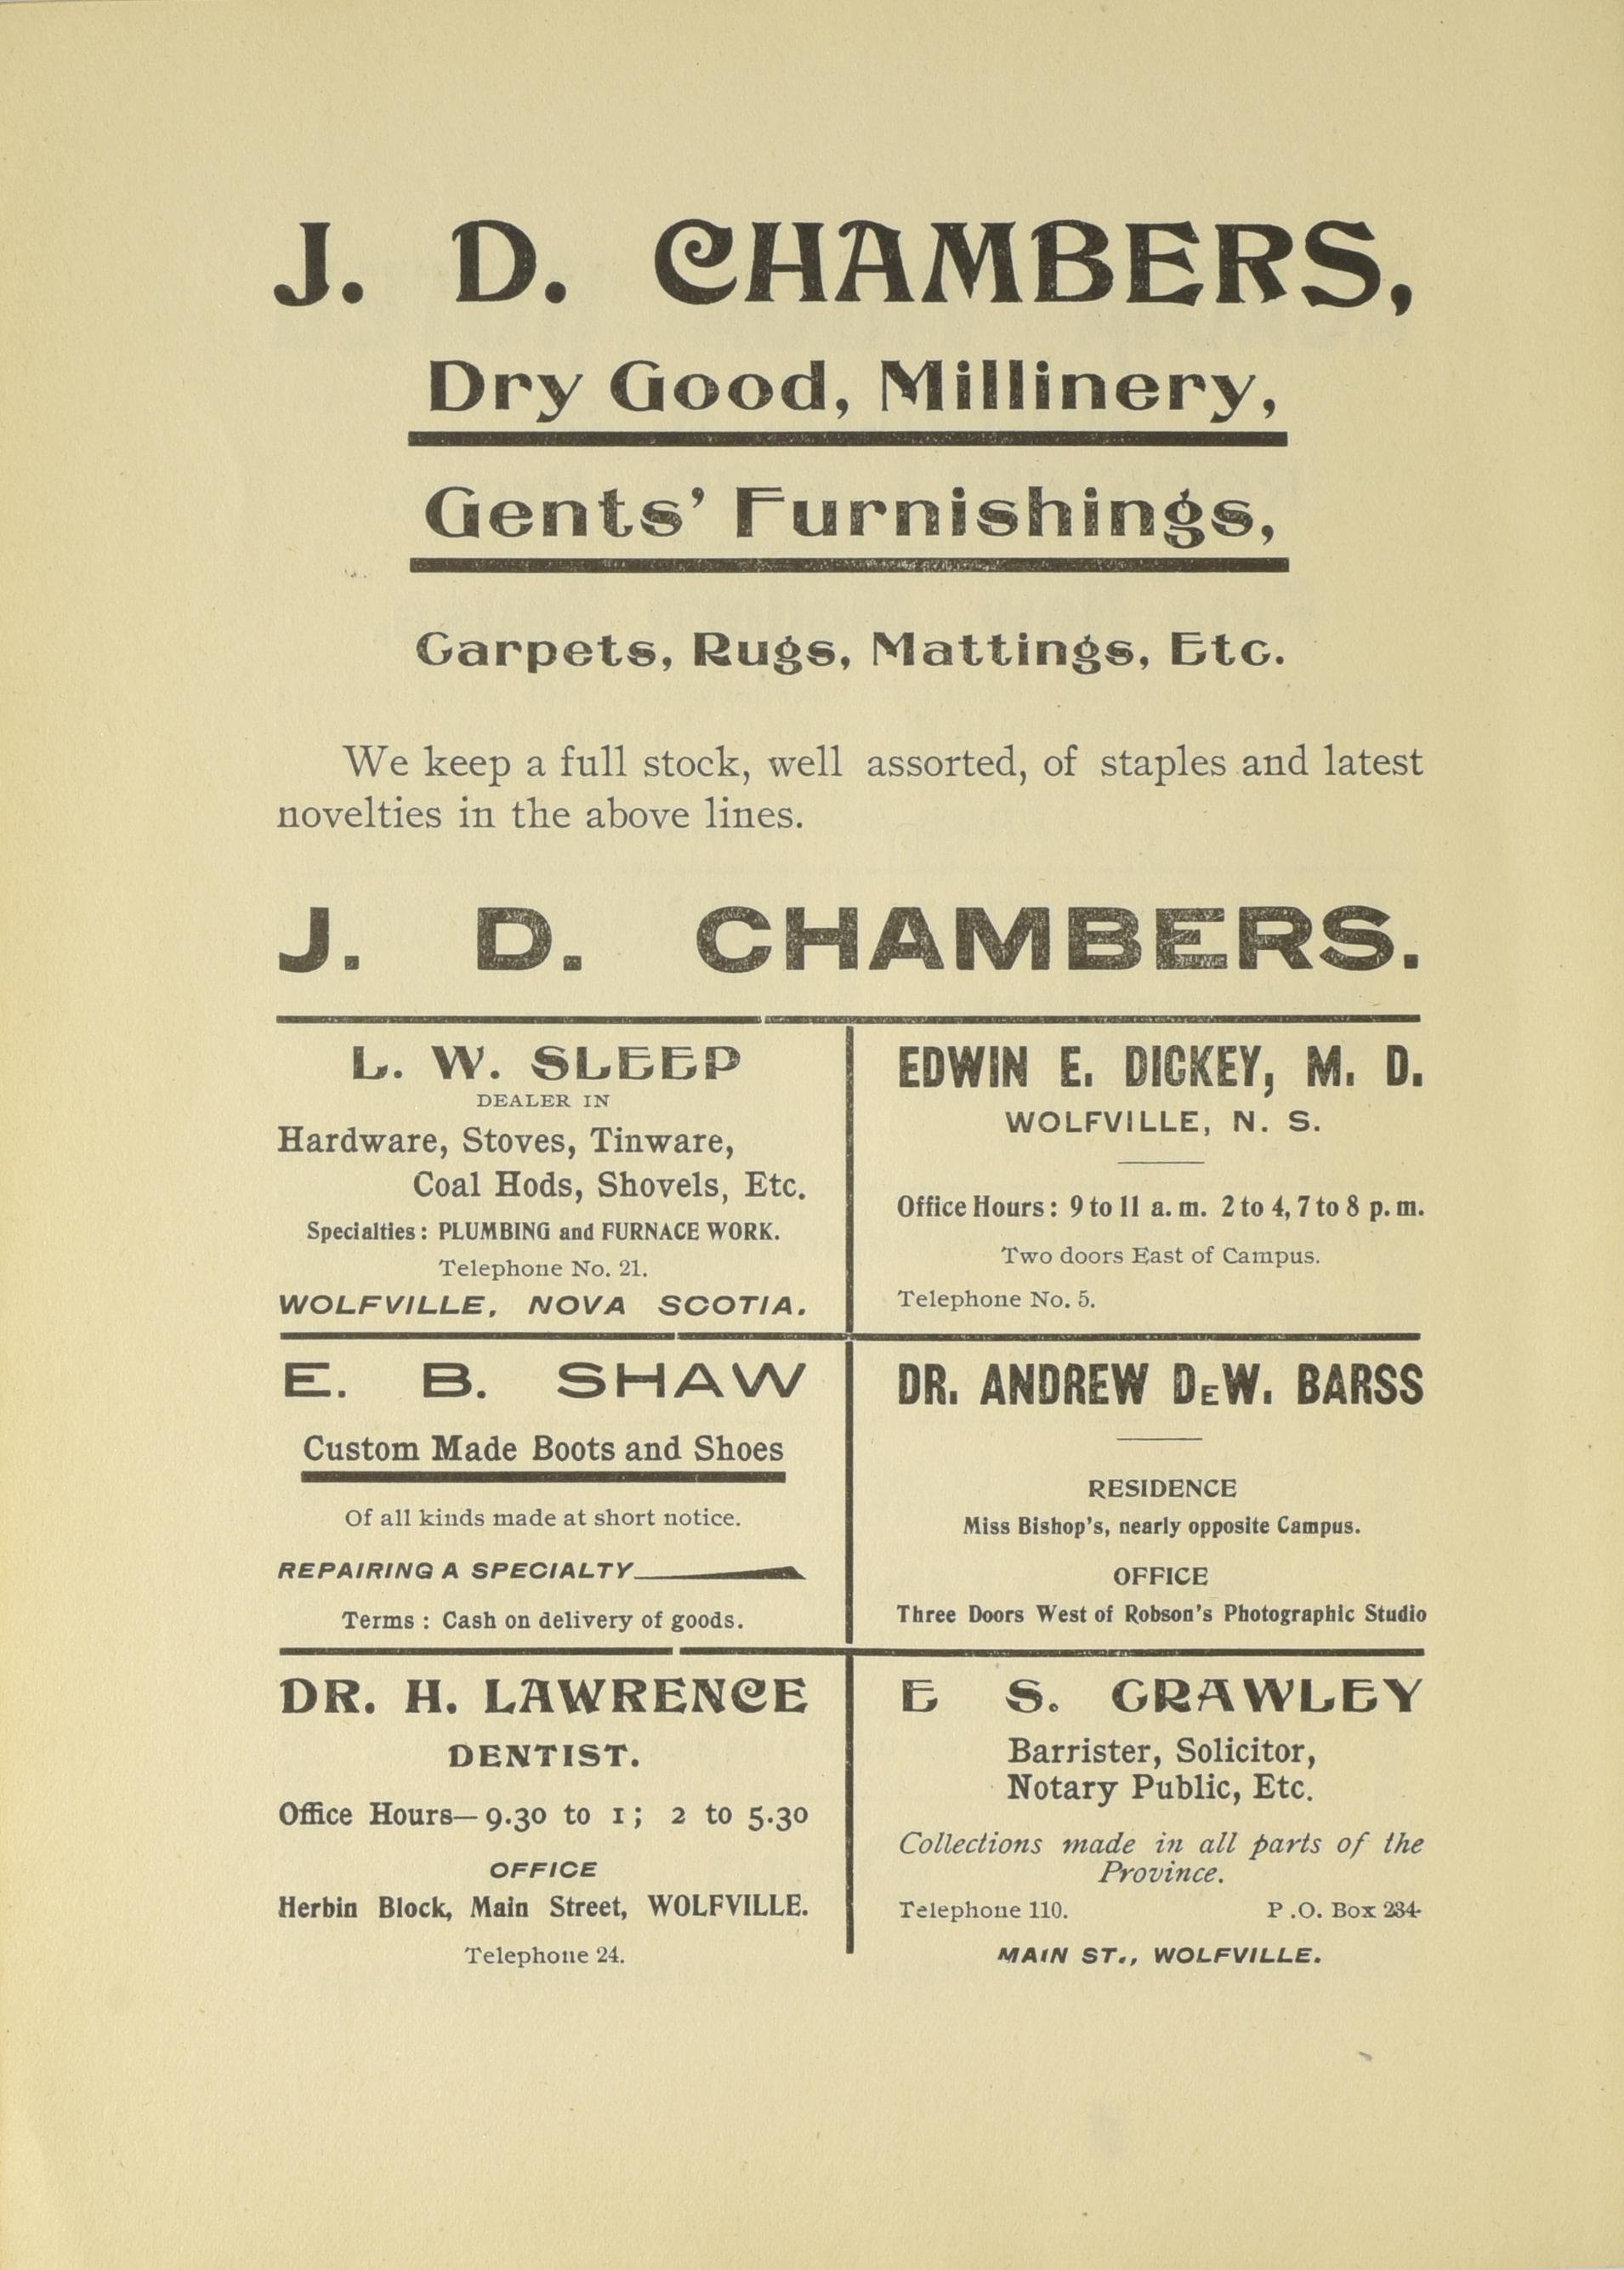 J. D. CHAMBERS,
Dry Good, Millinery,
Gents' Furnishings,
Carpets, Rugs, Mattings, Etc.
We keep a full stock, well assorted, of staples and latest
novelties in the above lines.
J. D. CHAMBERS.
L. W. SLEEP
DEALER IN
Hardware, Stoves, Tinware,
Coal Hods, Shovels, Etc.
Specialties: PLUMBING and FURNACE WORK.
Telephone No. 21.
WOLFVILLE, NOVA SCOTIA.
EDWIN E. DICKEY, M. D.
WOLFVILLE, N. S.
Office Hours: 9 to 11 a. m. 2 to 4, 7 to 8 p. m.
Two doors East of Campus.
Telephone No. 5.
E. B. SHAW
Custom Made Boots and Shoes
Of all kinds made at short notice.
REPAIRING A SPECIALTY
Terms : Cash on delivery of goods.
DR. ANDREW DEW. BARSS
RESIDENCE
Miss Bishop's, nearly opposite Campus.
OFFICE
Three Doors West of Robson's Photographic Studio
DR. H. LAWRENCE
DENTIST.
Office Hours—9.30 to 1; 2 to 5.30
OFFICE
Herbin Block, Main Street, WOLFVILLE.
Telephone 24.
E S. CRAWLEY
Barrister, Solicitor,
Notary Public, Etc.
Collections made in all parts of the
Province.
Telephone 110. P .O. Box 234
MAIN ST., WOLFVILLE.